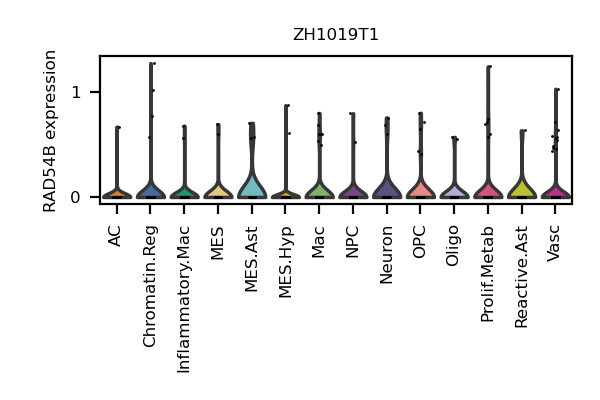 ZH1019T1
RAD54B expression
1
0
AC
Chromatin.Reg
Inflammatory.Mac
MES
MES.Ast
MES.Hyp
Mac
NPC
Neuron
OPC
Oligo
Prolif.Metab
Reactive.Ast
Vasc